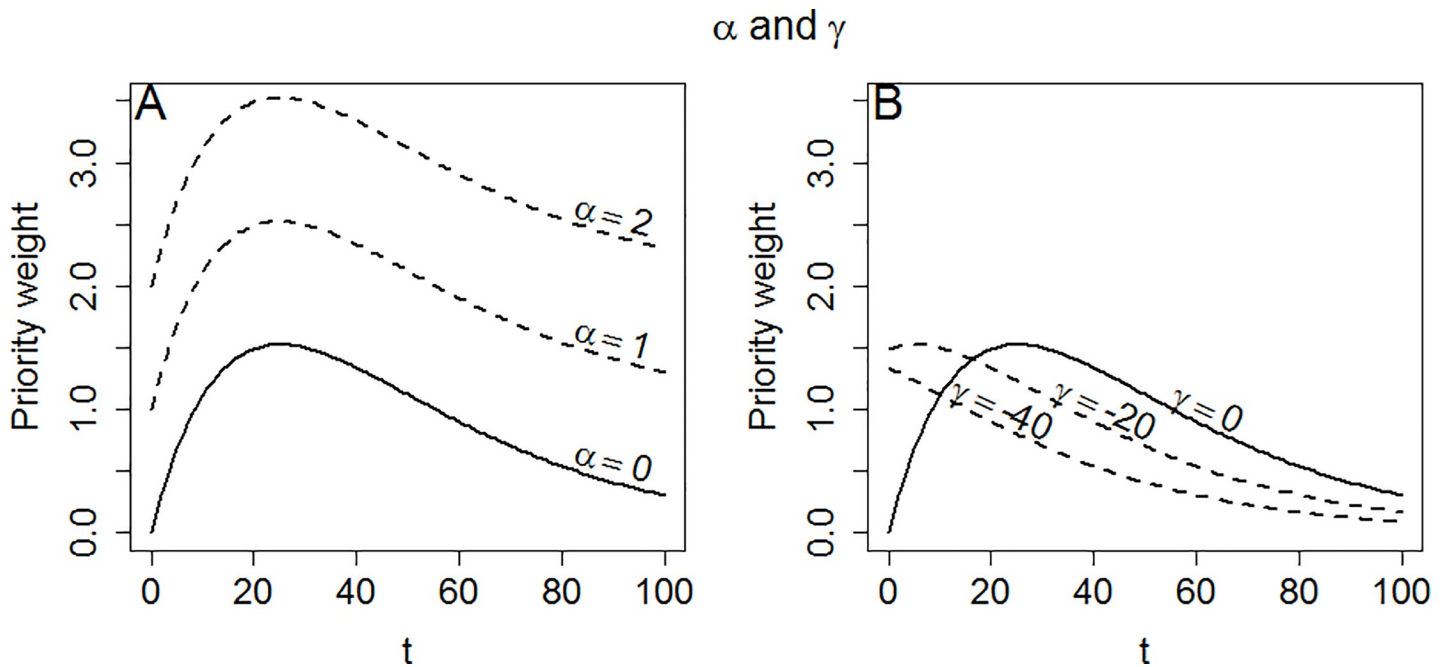 α and γ
A
Priority weight
3.0
2.0
1.0
0.0
α = 2
α = 1
α = 0
0 20 40 60 80 100
t
B
Priority weight
3.0
2.0
1.0
0.0
γ = -40
γ = -20
γ = 0
0 20 40 60 80 100
t